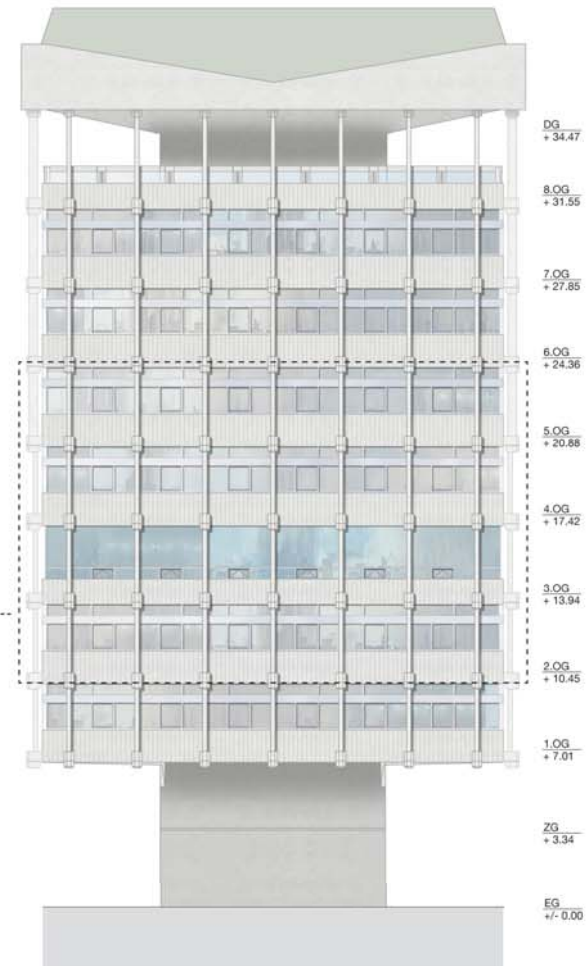 DG
+ 34.47
8.OG
+ 31.55
7.OG
+ 27.85
6.OG
+ 24.36
5.OG
+ 20.88
4.OG
+ 17.42
3.OG
+ 13.94
2.OG
+ 10.45
1.OG
+ 7.01
ZG
+ 3.34
EG
+/- 0.00